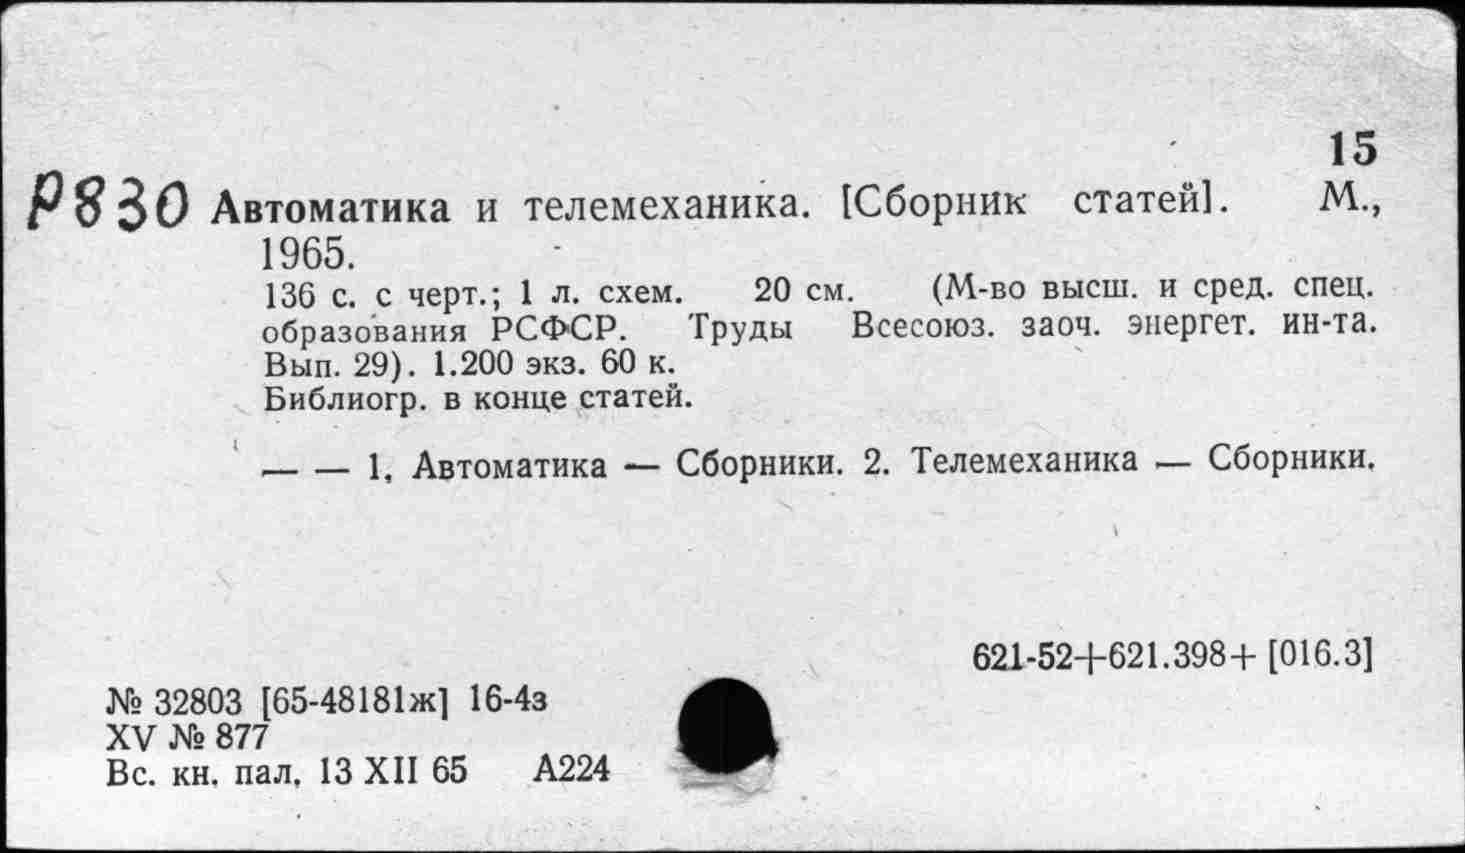 15
Р830 Автоматика и телемеханика. [Сборник статей]. М.,
1965.
136 с. с черт.; 1 л. схем. 20 см. (М-во высш. и сред. спец.
образования РСФСР. Труды Всесоюз. заоч. энергет. ин-та.
Вып. 29). 1.200 экз. 60 к.
Библиогр. в конце статей.
— — 1. Автоматика — Сборники. 2. Телемеханика — Сборники.
621-52+621.398+ [016.3]
№ 32803 [65-48181ж] 16-4з
XV № 877
Вс. кн. пал. 13 XII 65 А224